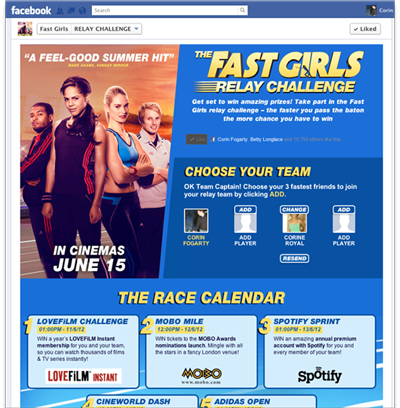 facebook
Search
Corin
Fast Girls
RELAY CHALLENGE
Liked
"A FEEL-GOOD SUMMER HIT"
MARK ADAMS, SUNDAY MIRROR
THE
FAST GIRLS
RELAY CHALLENGE
Get set to win amazing prizes! Take part in the Fast
Girls relay challenge – the faster you pass the baton
the more chance you have to win
Like
Corin Fogarty, Betty Longlace and
like this.
CHOOSE YOUR TEAM
OK Team Captain! Choose your 3 fastest friends to join
your relay team by clicking ADD.
ADD
CHANGE
ADD
CORIN
FOGARTY
ADD
PLAYER
CORINE
ROYAL
ADD
PLAYER
RESEND
IN CINEMAS
JUNE 15
THE RACE CALENDAR
1 LOVEFILM CHALLENGE
01:00PM - 11/6/12
WIN a year's LOVEFILM Instant
membership for you and your team,
so you can watch thousands of films
& TV series instantly!
LOVEFiLM INSTANT
2 MOBO MILE
12:00PM - 12/6/12
WIN tickets to the MOBO Awards
nominations launch. Mingle with all
the stars in a fancy London venue!
MOBO
www.mobo.com
3 SPOTIFY SPRINT
01:00PM - 13/6/12
WIN an amazing annual premium
account with Spotify for you and
every member of your team!
Spotify
4 CINEWORLD DASH
5 ADIDAS OPEN